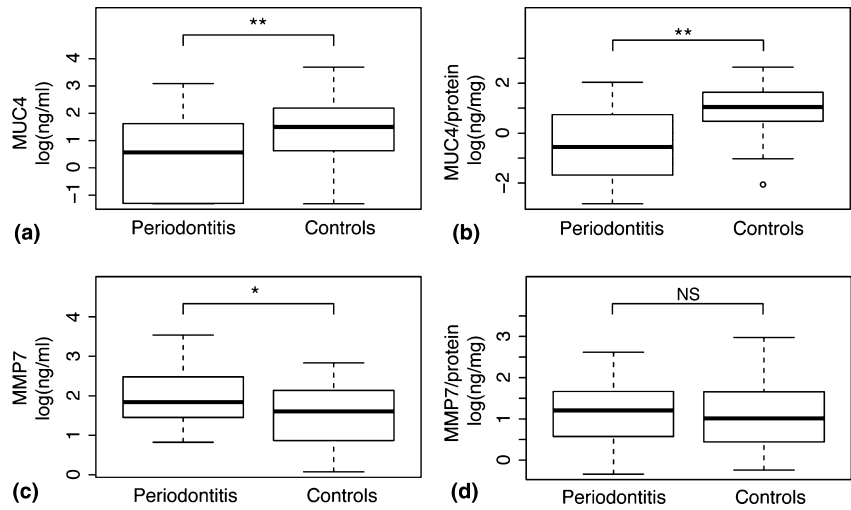 **
MUC4
log(ng/ml)
4
3
2
1
0
−1
Periodontitis
Controls
(a)
**
MUC4/protein
log(ng/mg)
2
0
−2
Periodontitis
Controls
(b)
*
MMP7
log(ng/ml)
4
3
2
1
0
Periodontitis
Controls
(c)
NS
MMP7/protein
log(ng/mg)
3
2
1
0
Periodontitis
Controls
(d)